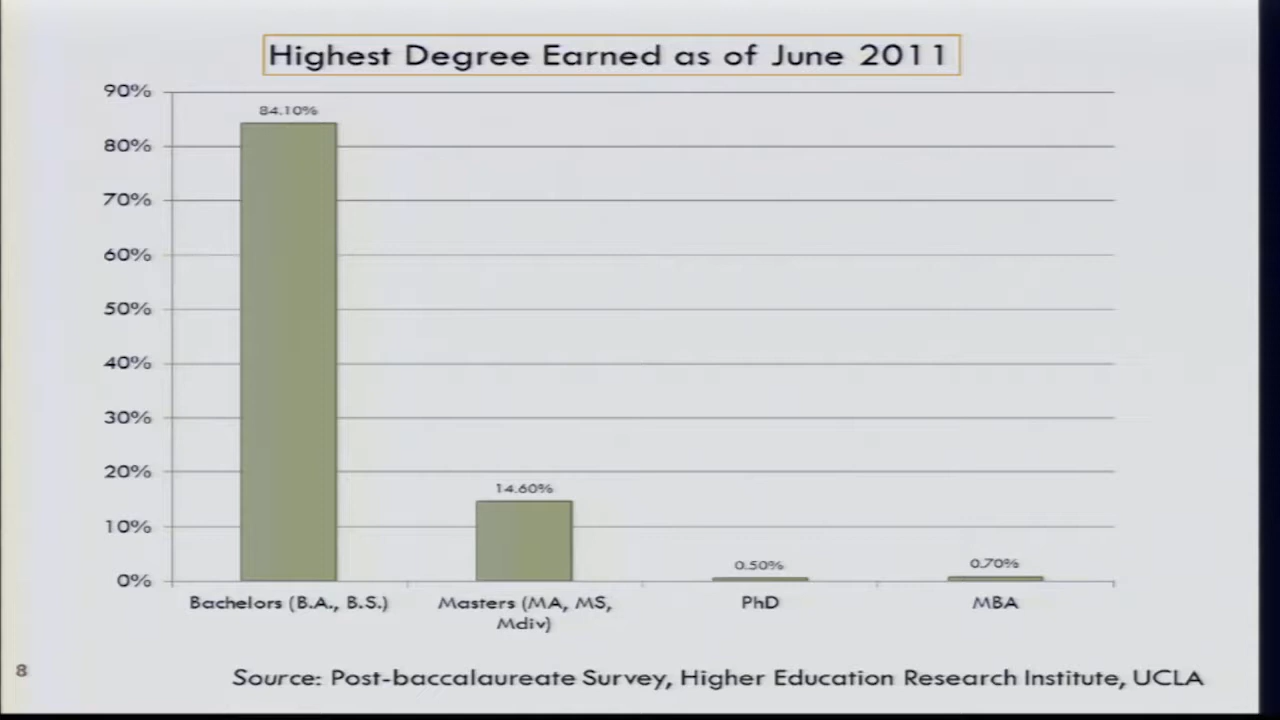 Highest Degree Earned as of June 2011
90%
80%
70%
60%
50%
40%
30%
20%
10%
0%
84.10%
14.60%
0.50%
0.70%
Bachelors (B.A., B.S.)
Masters (MA, MS,
Mdiv)
PhD
MBA
8
Source: Post-baccalaureate Survey, Higher Education Research Institute, UCLA